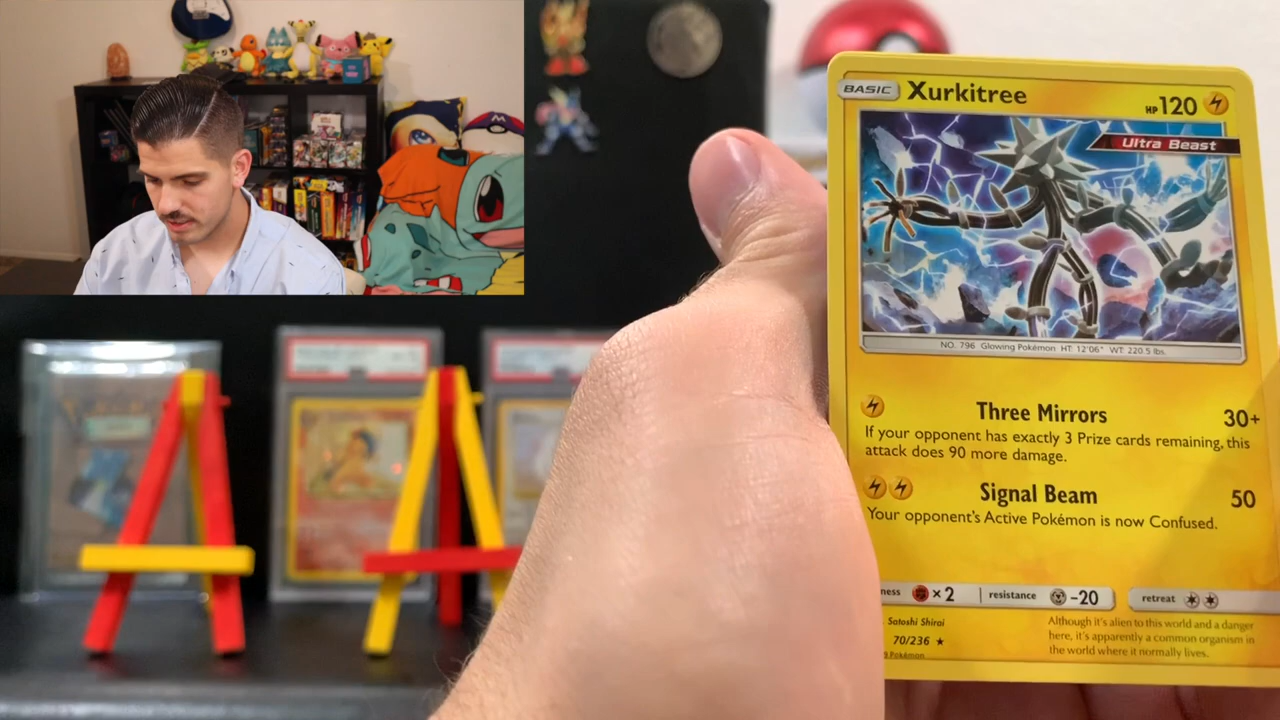 BASIC Xurkitree HP 120
Ultra Beast
NO. 796 Glowing Pokémon HT: 12'06" WT: 220.5 lbs.
Three Mirrors 30+
If your opponent has exactly 3 Prize cards remaining, this
attack does 90 more damage.
Signal Beam 50
Your opponent's Active Pokémon is now Confused.
ness ×2 resistance -20 retreat
Satoshi Shirai
70/236 ★
Pokémon
Although it's alien to this world and a danger
here, it's apparently a common organism in
the world where it normally lives.